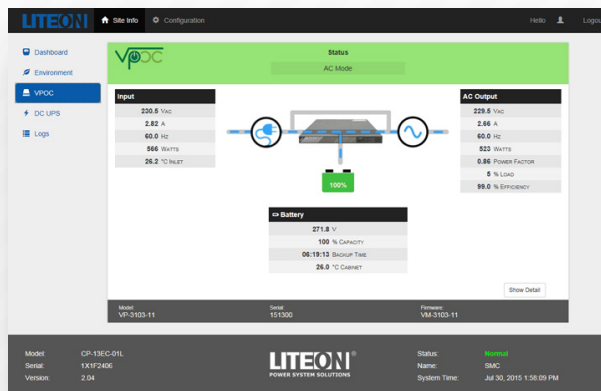 LITEON
Site Info
Configuration
Hello
Logout
Dashboard
Environment
VPOC
DC UPS
Logs
VPOC
Status
AC Mode
Input
230.5 VAC
2.82 A
60.0 Hz
566 WATTS
26.2 °C INLET
AC Output
229.5 VAC
2.66 A
60.0 Hz
523 WATTS
0.86 POWER FACTOR
5 % LOAD
99.0 % EFFICIENCY
100%
Battery
271.8 V
100 % CAPACITY
06:19:13 BACKUP TIME
26.0 °C CABINET
Show Detail
Model: Serial: Firmware:
VP-3103-11 151300 VM-3103-11
Model: CP-13EC-01L
Serial: 1X1F2406
Version: 2.04
LITEON®
POWER SYSTEM SOLUTIONS
Status: Normal
Name: SMC
System Time: Jul 30, 2015 1:58:09 PM